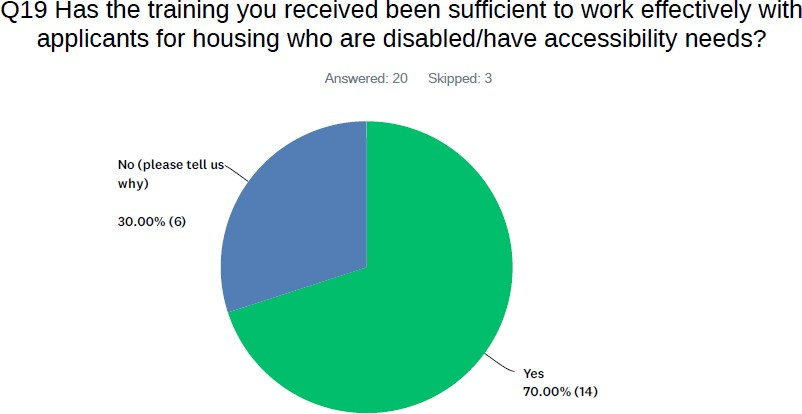 Q19 Has the training you received been sufficient to work effectively with
applicants for housing who are disabled/have accessibility needs?
Answered: 20 Skipped: 3
No (please tell us
why)
30.00% (6)
Yes
70.00% (14)